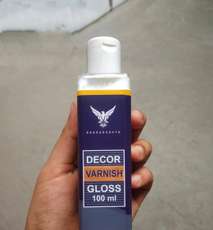 DECOR
VARNISH
GLOSS
100 ml